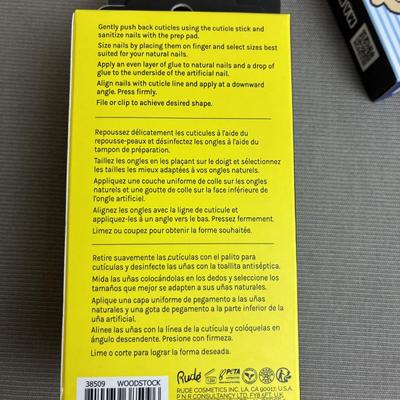 Gently push back cuticles using the cuticle stick and
sanitize nails with the prep pad.
Size nails by placing them on finger and select sizes best
suited for your natural nails.
Apply an even layer of glue to natural nails and a drop of
glue to the underside of the artificial nail.
Align nails with cuticle line and apply at a downward
angle. Press firmly.
File or clip to achieve desired shape.
Repoussez délicatement les cuticules à l'aide du
repousse-peaux et désinfectez les ongles à l'aide du
tampon de préparation.
Taillez les ongles en les plaçant sur le doigt et sélectionnez
les tailles les mieux adaptées à vos ongles naturels.
Appliquez une couche uniforme de colle sur les ongles
naturels et une goutte de colle sur la face inférieure de
l'ongle artificiel.
Alignez les ongles avec la ligne de cuticule et
appliquez-les à un angle vers le bas. Pressez fermement.
Limez ou coupez pour obtenir la forme souhaitée.
Retire suavemente las cutículas con el palito para
cutículas y desinfecte las uñas con la toallita antiséptica.
Mida las uñas colocándolas en los dedos y seleccione los
tamaños que mejor se adapten a sus uñas naturales.
Aplique una capa uniforme de pegamento a las uñas
naturales y una gota de pegamento a la parte inferior de la
uña artificial.
Alinee las uñas con la línea de la cutícula y colóquelas en
ángulo descendente. Presione con firmeza.
Lime o corte para lograr la forma deseada.
38509 WOODSTOCK
Rude PETA
RUDE COSMETICS INC. LA, CA 90017. U.S.A.
P N R CONSULTANCY LTD. FY8 5FT. U.K.